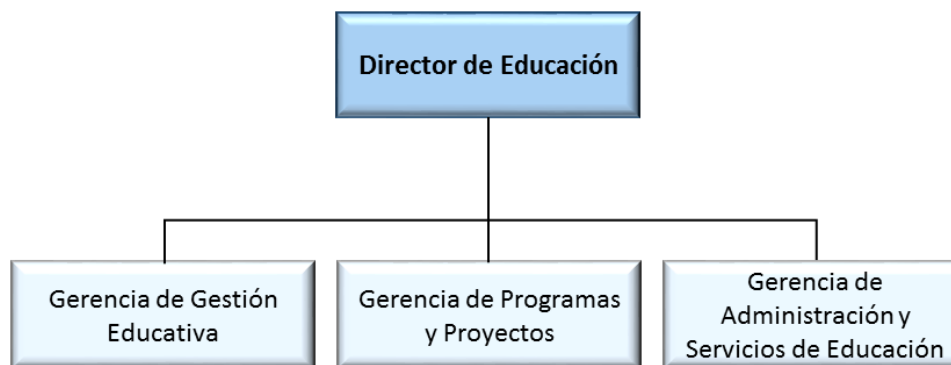 Director de Educación
Gerencia de Gestión
Educativa
Gerencia de Programas
y Proyectos
Gerencia de
Administración y
Servicios de Educación